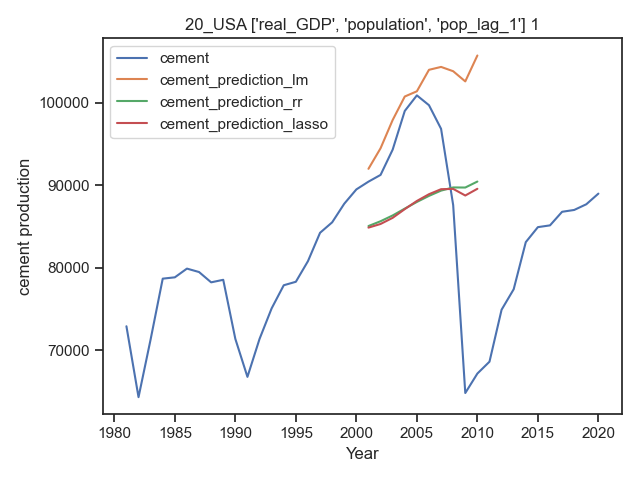 20_USA ['real_GDP', 'population', 'pop_lag_1'] 1
cement
cement_prediction_lm
cement_prediction_rr
cement_prediction_lasso
cement production
100000
90000
80000
70000
1980 1985 1990 1995 2000 2005 2010 2015 2020
Year